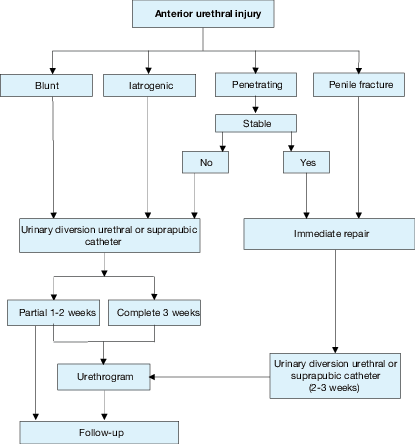 Anterior urethral injury
Blunt
Iatrogenic
Penetrating
Penile fracture
Stable
No
Yes
Urinary diversion urethral or suprapubic
catheter
Immediate repair
Partial 1-2 weeks
Complete 3 weeks
Urinary diversion urethral or
suprapubic catheter
(2-3 weeks)
Urethrogram
Follow-up